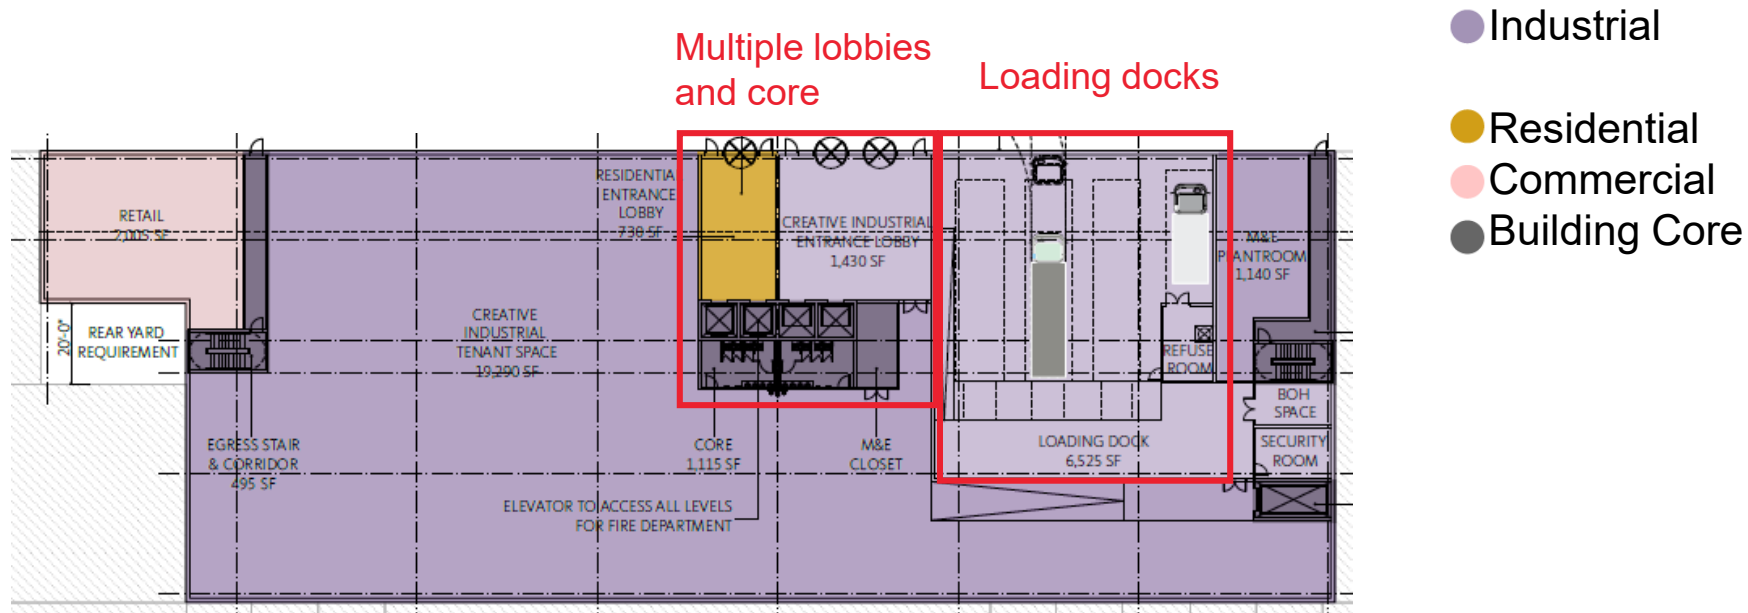 Multiple lobbies
and core
Loading docks
Industrial
Residential
Commercial
Building Core
RETAIL
2,005 SF
REAR YARD
REQUIREMENT
20'-0"
EGRESS STAIR
& CORRIDOR
495 SF
CREATIVE
INDUSTRIAL
TENANT SPACE
19,290 SF
RESIDENTIAL
ENTRANCE
LOBBY
730 SF
CREATIVE INDUSTRIAL
ENTRANCE LOBBY
1,430 SF
CORE
1,115 SF
M&E
CLOSET
ELEVATOR TO ACCESS ALL LEVELS
FOR FIRE DEPARTMENT
LOADING DOCK
6,525 SF
REFUSE
ROOM
M&E
PLANTROOM
1,140 SF
BOH
SPACE
SECURITY
ROOM